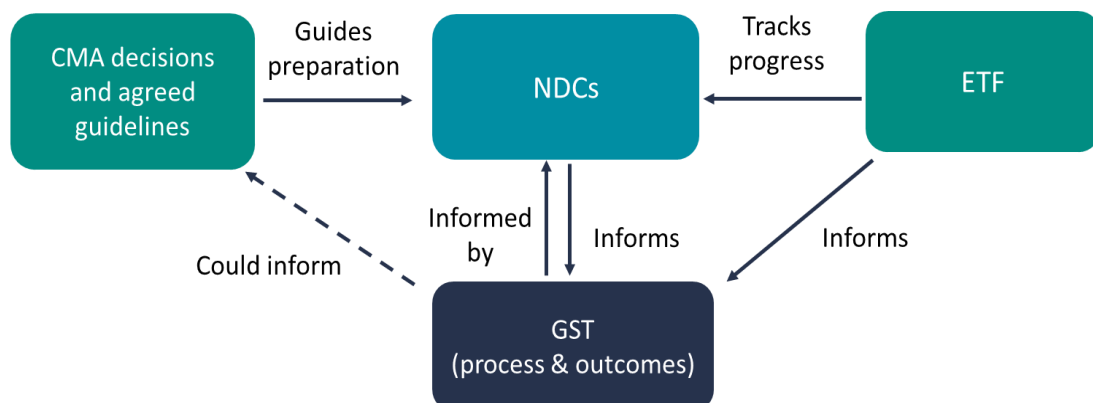 CMA decisions
and agreed
guidelines
Guides
preparation
NDCs
Tracks
progress
ETF
Could inform
Informed
by
Informs
Informs
GST
(process & outcomes)